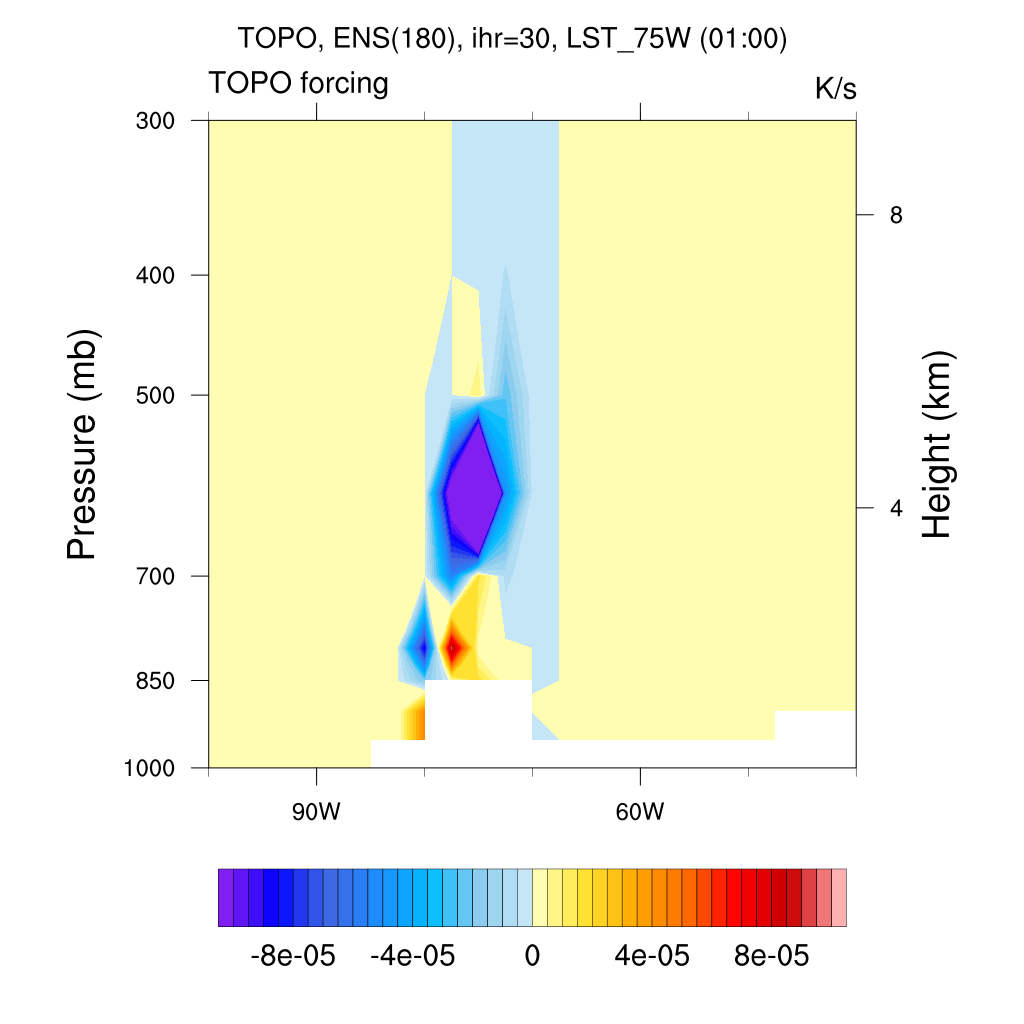 TOPO, ENS(180), ihr=30, LST_75W (01:00)
TOPO forcing
K/s
300
400
500
700
850
1000
Pressure (mb)
8
4
Height (km)
90W
60W
-8e-05
-4e-05
0
4e-05
8e-05